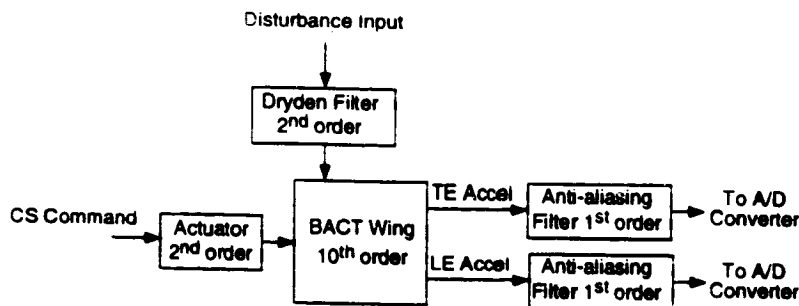 Disturbance Input
Dryden Filter
2nd order
CS Command
Actuator
2nd order
BACT Wing
10th order
TE Accel
Anti-aliasing
Filter 1st order
To A/D
Converter
LE Accel
Anti-aliasing
Filter 1st order
To A/D
Converter